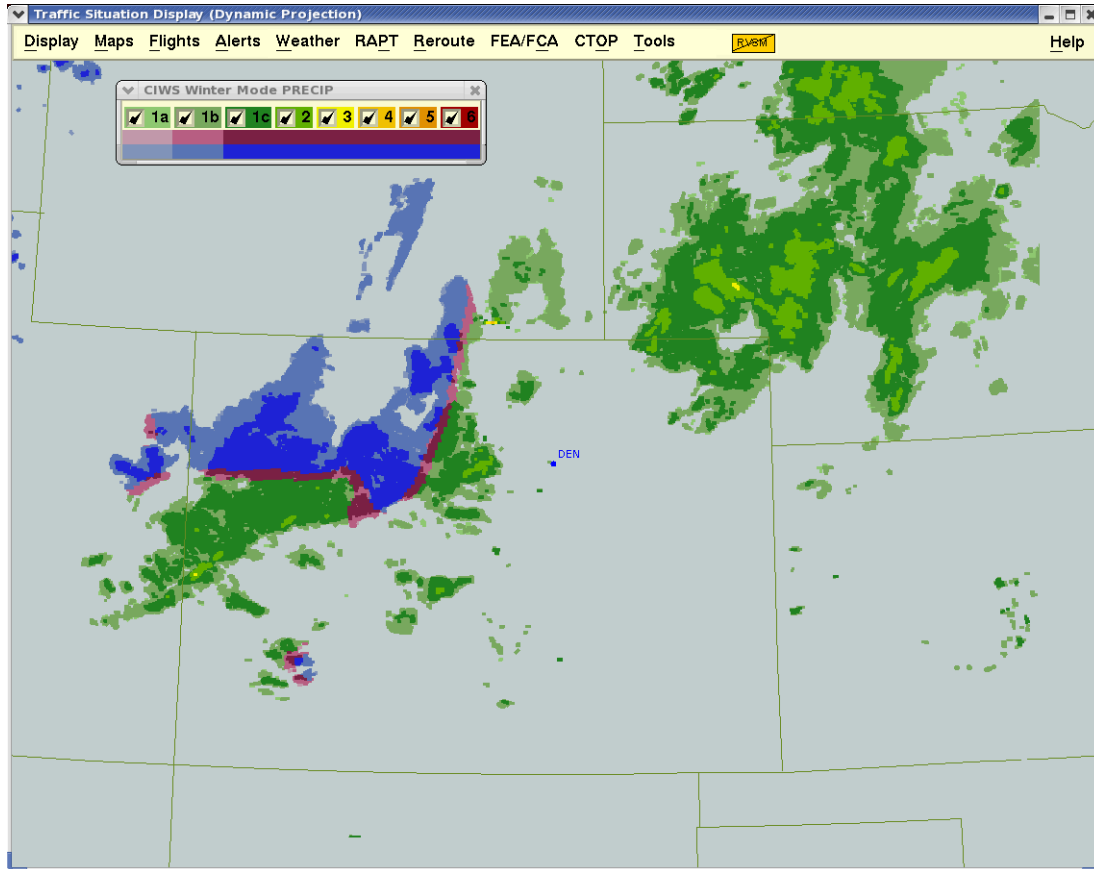 Traffic Situation Display (Dynamic Projection)
Display Maps Flights Alerts Weather RAPT Reroute FEA/FCA CTOP Tools RVSM Help
CIWS Winter Mode PRECIP
1a 1b 1c 2 3 4 5 6
DEN